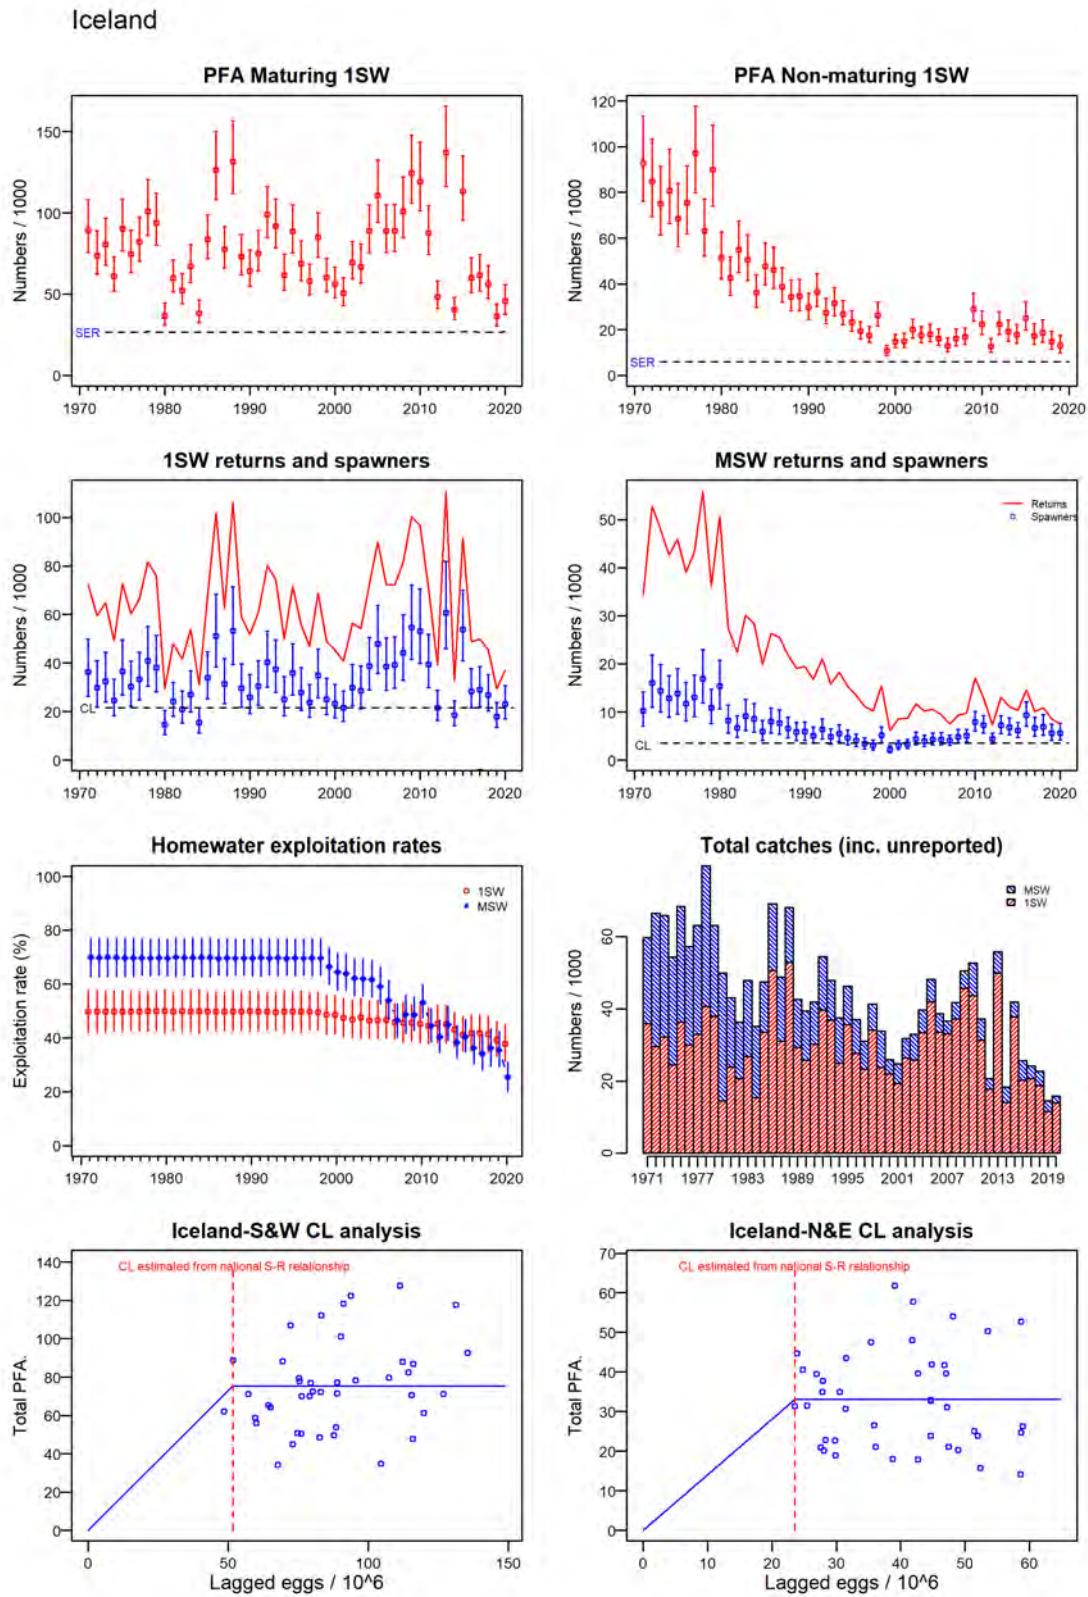 Iceland
PFA Maturing 1SW
Numbers / 1000
150
100
50
0
SER
1970 1980 1990 2000 2010 2020
PFA Non-maturing 1SW
Numbers / 1000
120
100
80
60
40
20
0
SER
1970 1980 1990 2000 2010 2020
1SW returns and spawners
Numbers / 1000
100
80
60
40
20
0
CL
1970 1980 1990 2000 2010 2020
MSW returns and spawners
Numbers / 1000
50
40
30
20
10
0
CL
Returns
Spawners
1970 1980 1990 2000 2010 2020
Homewater exploitation rates
Exploitation rate (%)
100
80
60
40
20
0
1SW
MSW
1970 1980 1990 2000 2010 2020
Total catches (inc. unreported)
Numbers / 1000
60
40
20
0
MSW
1SW
1971 1977 1983 1989 1995 2001 2007 2013 2019
Iceland-S&W CL analysis
CL estimated from national S-R relationship
Total PFA.
140
120
100
80
60
40
20
0
0 50 100 150
Lagged eggs / 10^6
Iceland-N&E CL analysis
CL estimated from national S-R relationship
Total PFA.
70
60
50
40
30
20
10
0
0 10 20 30 40 50 60
Lagged eggs / 10^6